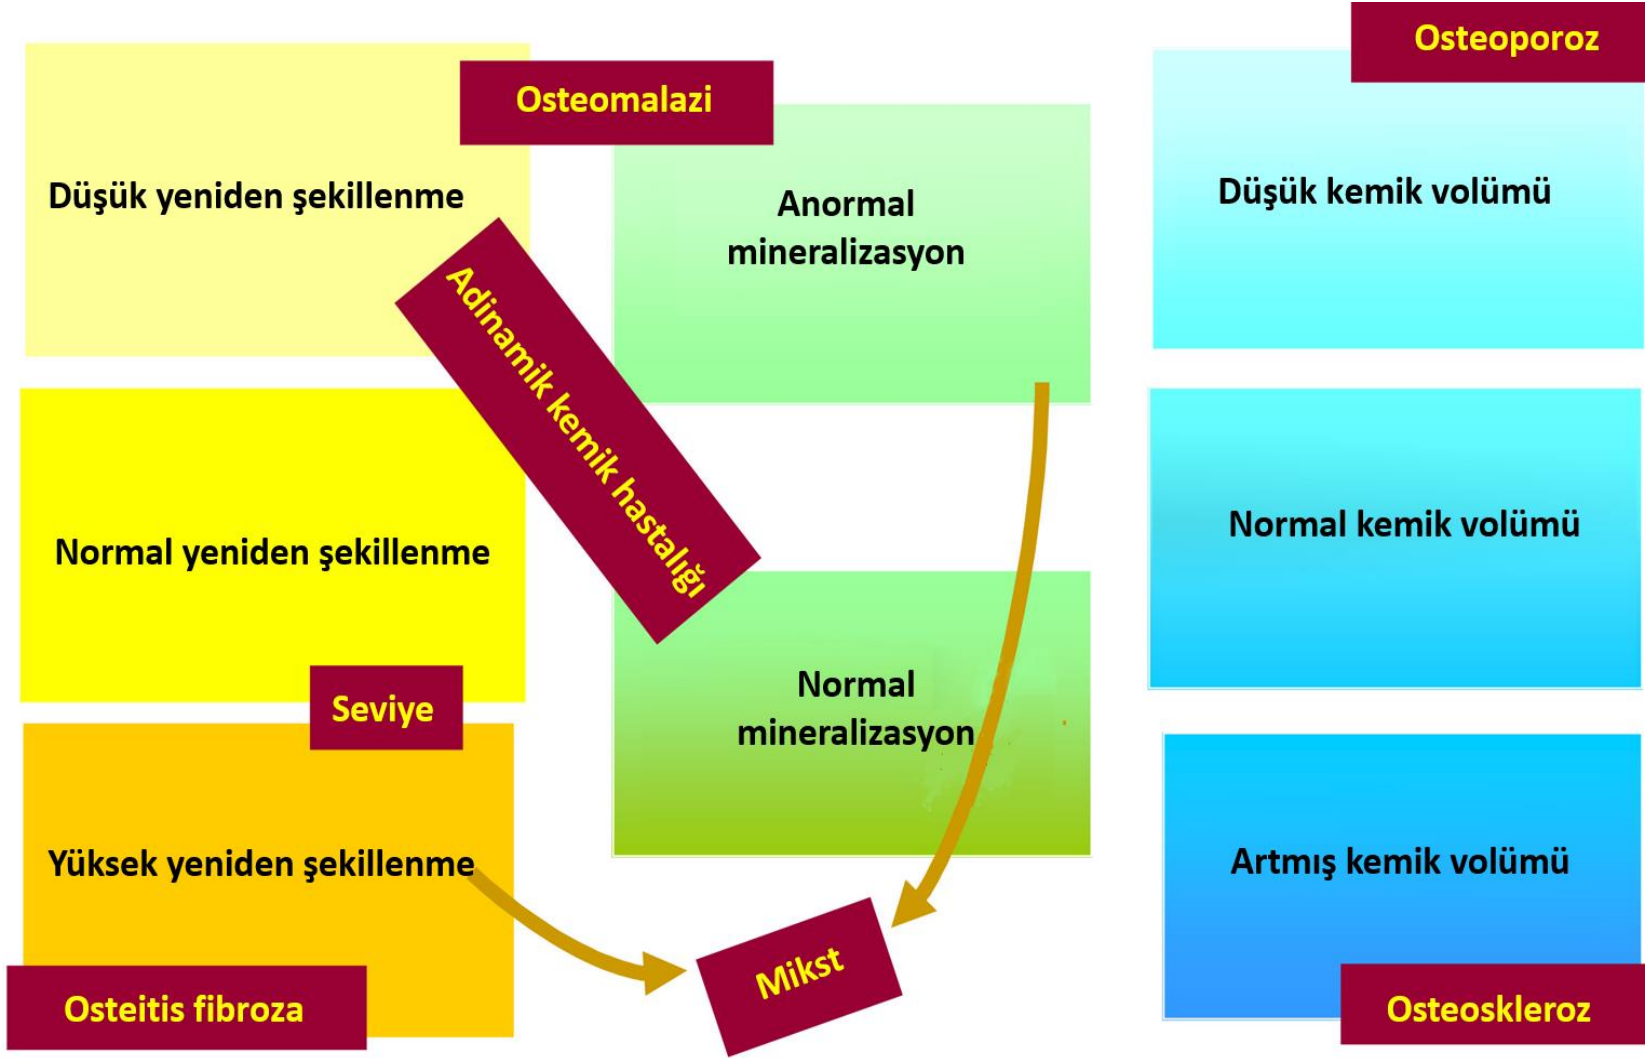 Osteoporoz
Osteomalazi
Düşük yeniden şekillenme
Anormal
mineralizasyon
Düşük kemik volümü
Adinamik kemik hastalığı
Normal yeniden şekillenme
Normal kemik volümü
Seviye
Normal
mineralizasyon
Yüksek yeniden şekillenme
Artmış kemik volümü
Mikst
Osteitis fibroza
Osteoskleroz